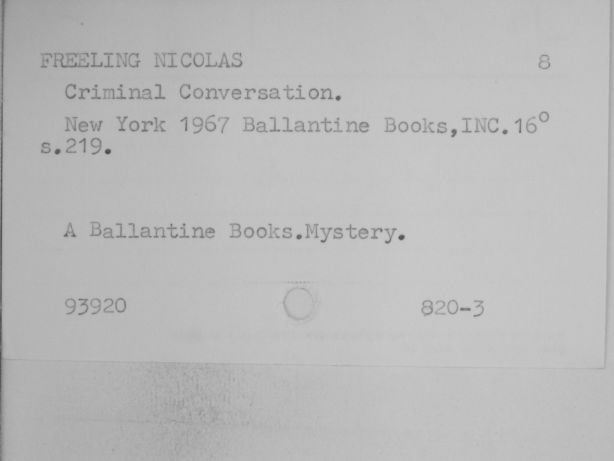 FREELING NICOLAS 8
Criminal Conversation.
New York 1967 Ballantine Books,INC.16°
s.219.
A Ballantine Books.Mystery.
93920 820-3